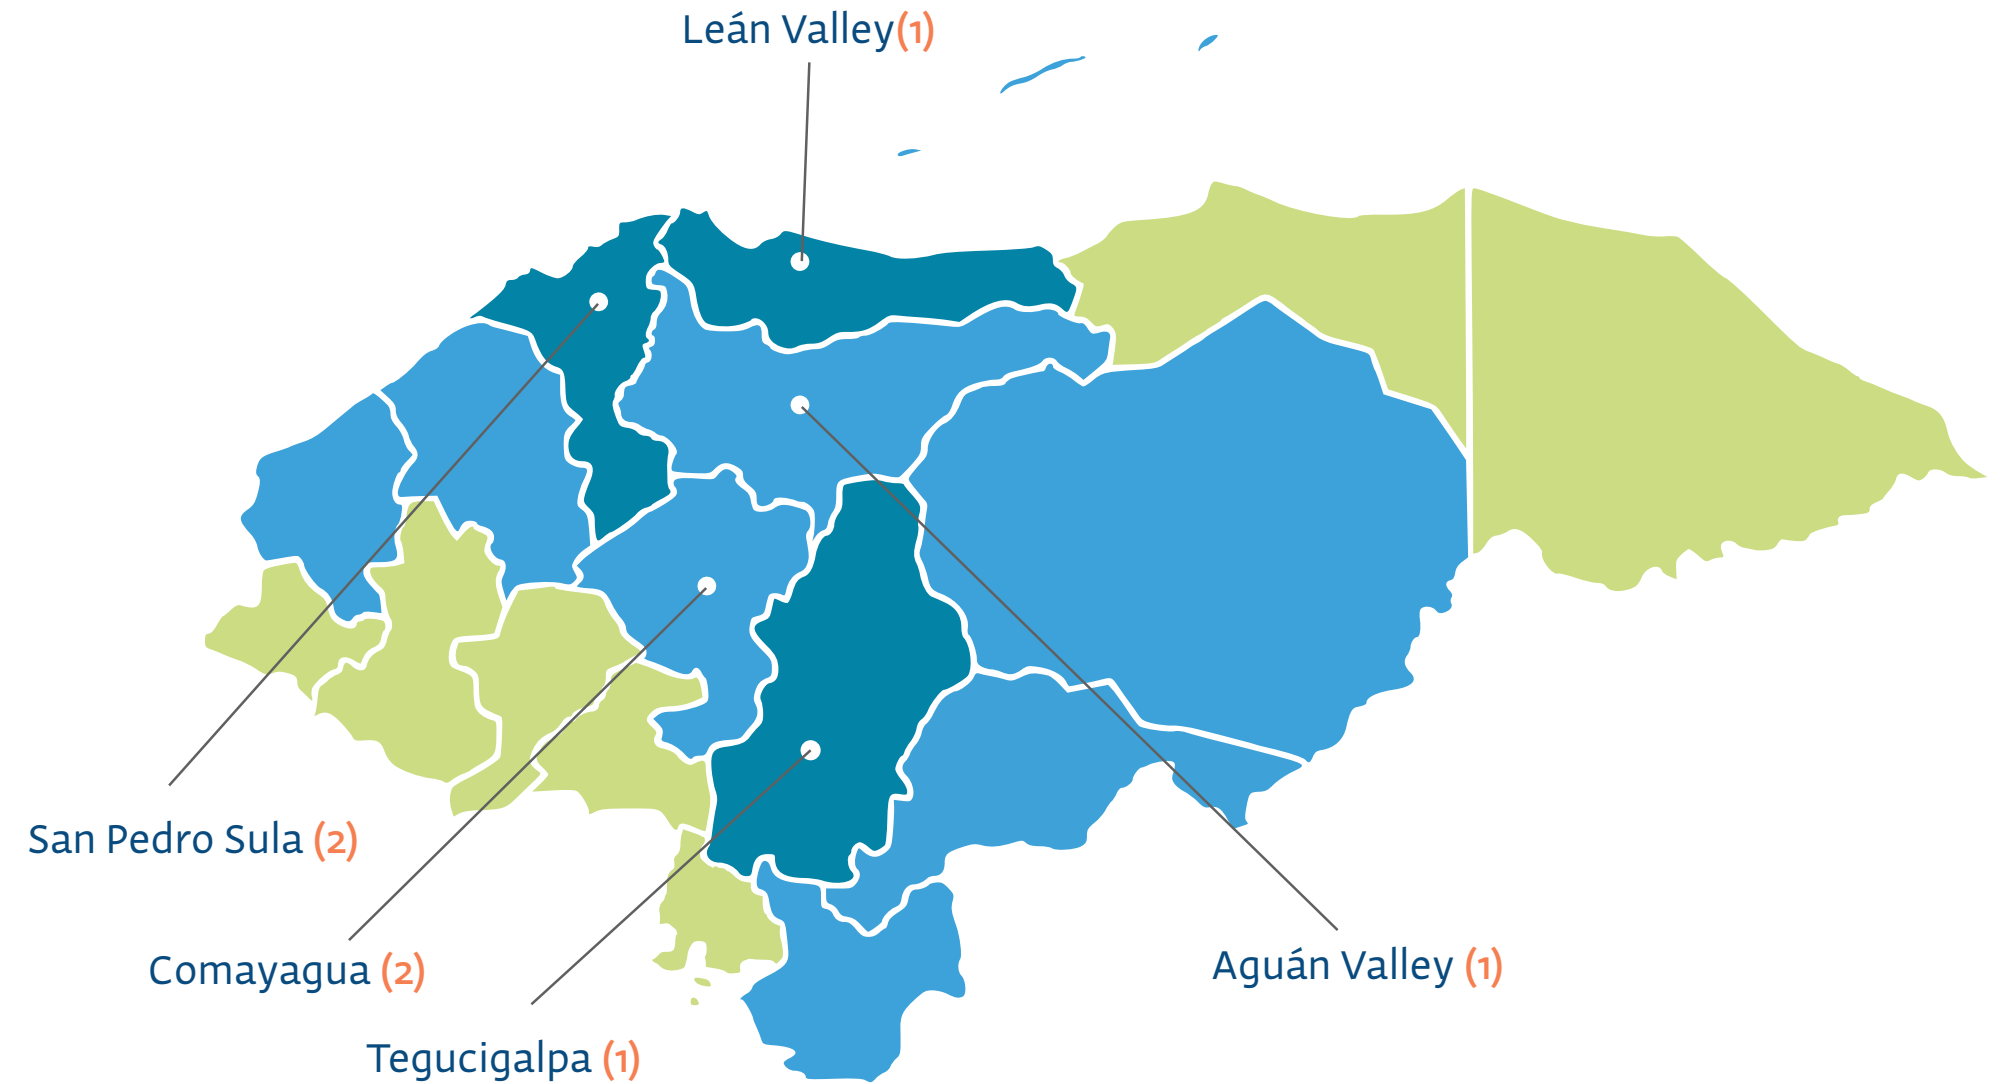 Leán Valley(1)
San Pedro Sula (2)
Comayagua (2)
Aguán Valley (1)
Tegucigalpa (1)